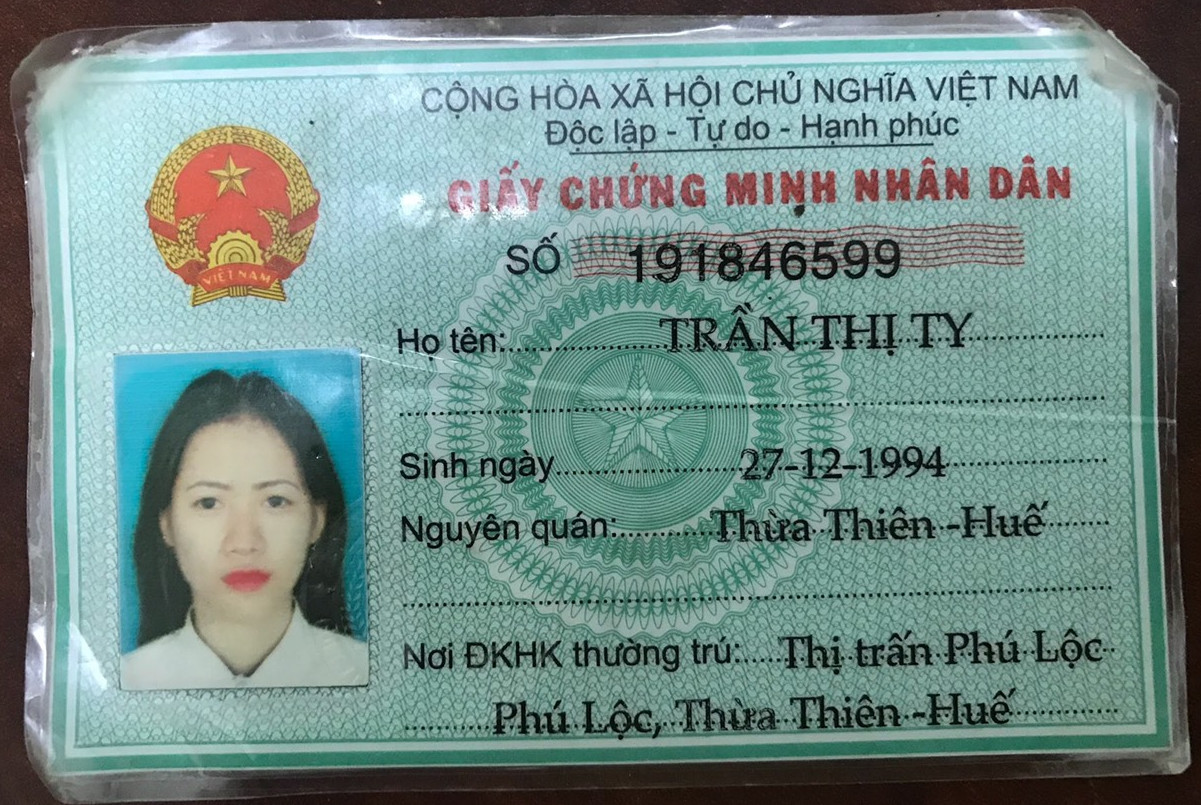 CỘNG HÒA XÃ HỘI CHỦ NGHĨA VIỆT NAM
Độc lập - Tự do - Hạnh phúc
GIẤY CHỨNG MINH NHÂN DÂN
SỐ 191846599
VIỆT NAM
Họ tên: TRẦN THỊ TY
Sinh ngày 27-12-1994
Nguyên quán: Thừa Thiên -Huế
Nơi ĐKHK thường trú: Thị trấn Phú Lộc
Phú Lộc, Thừa Thiên -Huế